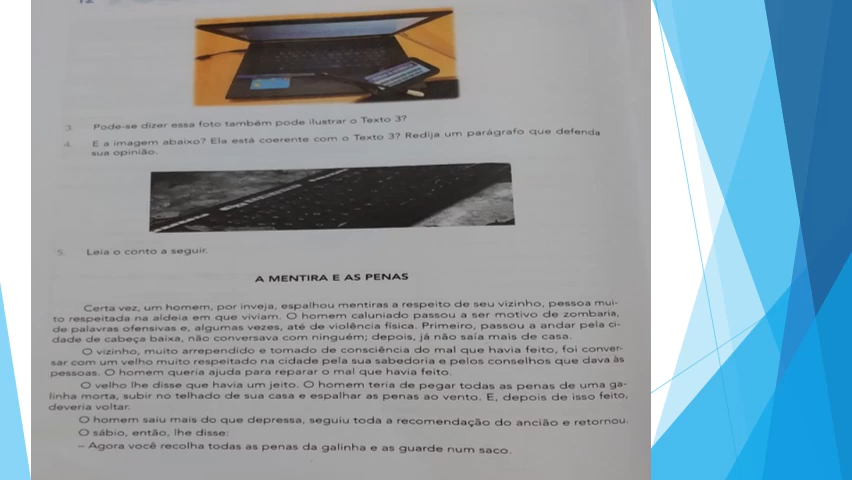 12
3. Pode-se dizer essa foto também pode ilustrar o Texto 3?
4. E a imagem abaixo? Ela está coerente com o Texto 3? Redija um parágrafo que defenda
sua opinião.
5. Leia o conto a seguir.
A MENTIRA E AS PENAS
Certa vez, um homem, por inveja, espalhou mentiras a respeito de seu vizinho, pessoa mui-
to respeitada na aldeia em que viviam. O homem caluniado passou a ser motivo de zombaria,
de palavras ofensivas e, algumas vezes, até de violência física. Primeiro, passou a andar pela ci-
dade de cabeça baixa, não conversava com ninguém; depois, já não saía mais de casa.
O vizinho, muito arrependido e tomado de consciência do mal que havia feito, foi conver-
sar com um velho muito respeitado na cidade pela sua sabedoria e pelos conselhos que dava às
pessoas. O homem queria ajuda para reparar o mal que havia feito.
O velho lhe disse que havia um jeito. O homem teria de pegar todas as penas de uma ga-
linha morta, subir no telhado de sua casa e espalhar as penas ao vento. E, depois de isso feito,
deveria voltar.
O homem saiu mais do que depressa, seguiu toda a recomendação do ancião e retornou.
O sábio, então, lhe disse:
– Agora você recolha todas as penas da galinha e as guarde num saco.